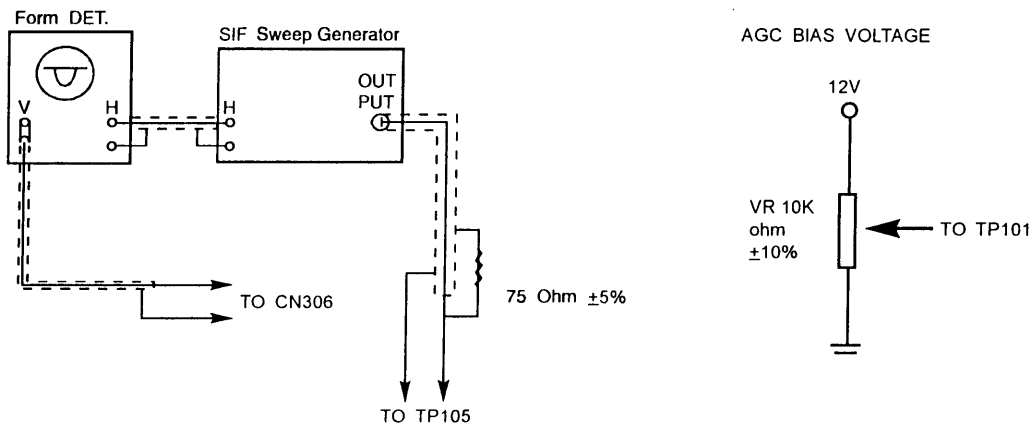 Form DET.
V
H
SIF Sweep Generator
H
OUT
PUT
TO CN306
75 Ohm ±5%
TO TP105
AGC BIAS VOLTAGE
12V
VR 10K
ohm
±10%
TO TP101